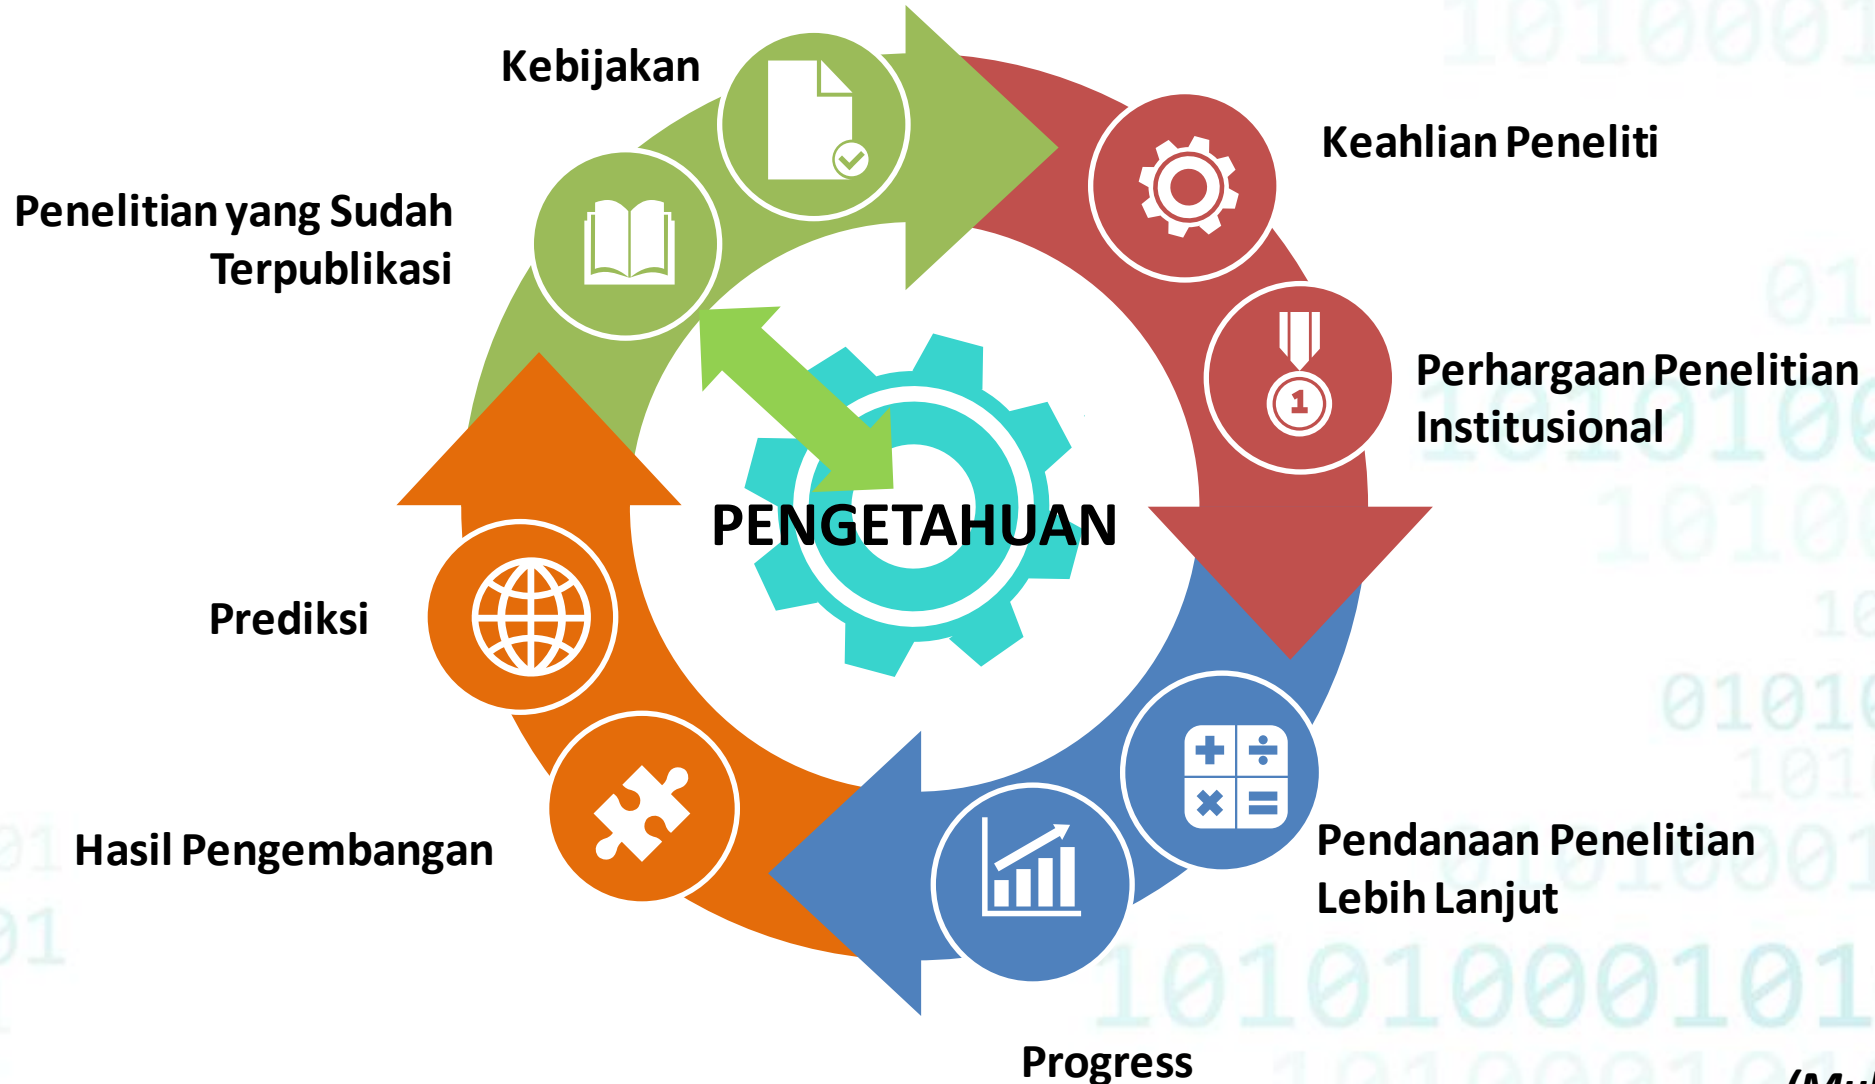 Kebijakan
Keahlian Peneliti
Penelitian yang Sudah
Terpublikasi
Perhargaan Penelitian
Institusional
1
PENGETAHUAN
Prediksi
Hasil Pengembangan
Pendanaan Penelitian
Lebih Lanjut
Progress